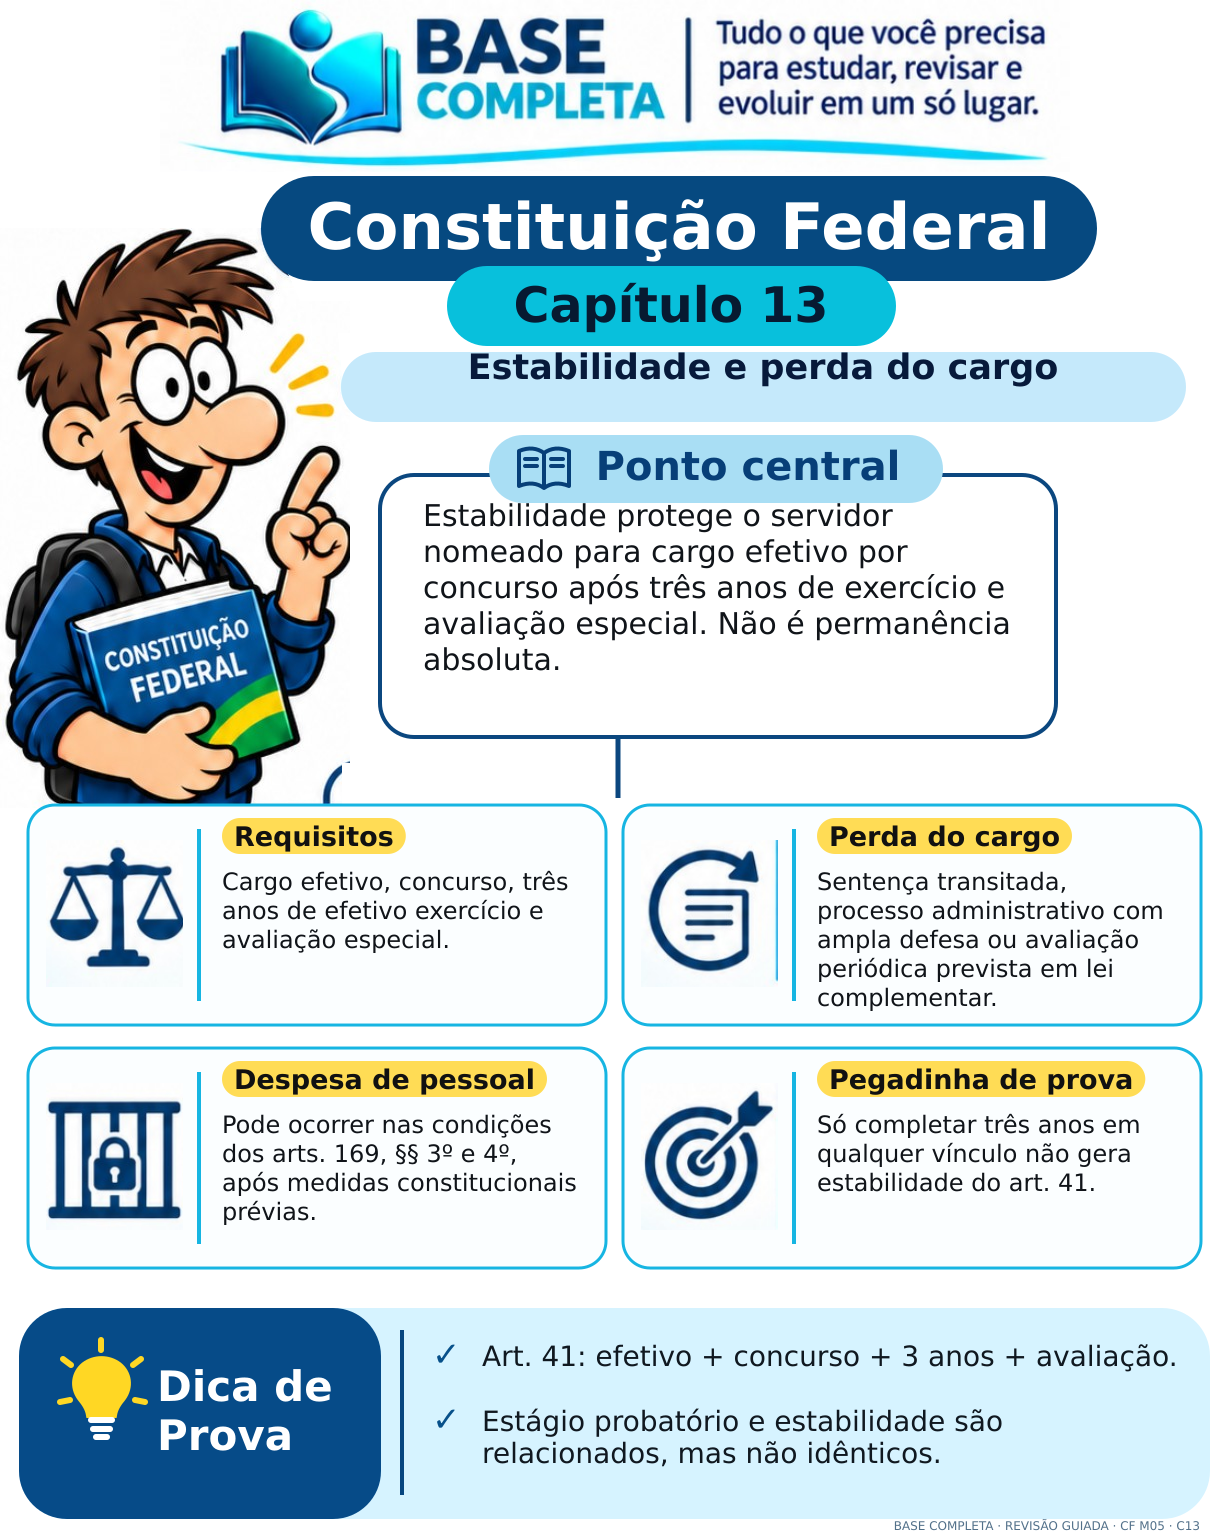 BASE
COMPLETA
Tudo o que você precisa
para estudar, revisar e
evoluir em um só lugar.
Constituição Federal
Capítulo 13
Estabilidade e perda do cargo
Ponto central
Estabilidade protege o servidor
nomeado para cargo efetivo por
concurso após três anos de exercício e
avaliação especial. Não é permanência
absoluta.
CONSTITUIÇÃO
FEDERAL
Requisitos
Cargo efetivo, concurso, três
anos de efetivo exercício e
avaliação especial.
Perda do cargo
Sentença transitada,
processo administrativo com
ampla defesa ou avaliação
periódica prevista em lei
complementar.
Despesa de pessoal
Pode ocorrer nas condições
dos arts. 169, §§ 3º e 4º,
após medidas constitucionais
prévias.
Pegadinha de prova
Só completar três anos em
qualquer vínculo não gera
estabilidade do art. 41.
Dica de
Prova
✓ Art. 41: efetivo + concurso + 3 anos + avaliação.
✓ Estágio probatório e estabilidade são
relacionados, mas não idênticos.
BASE COMPLETA · REVISÃO GUIADA · CF M05 · C13